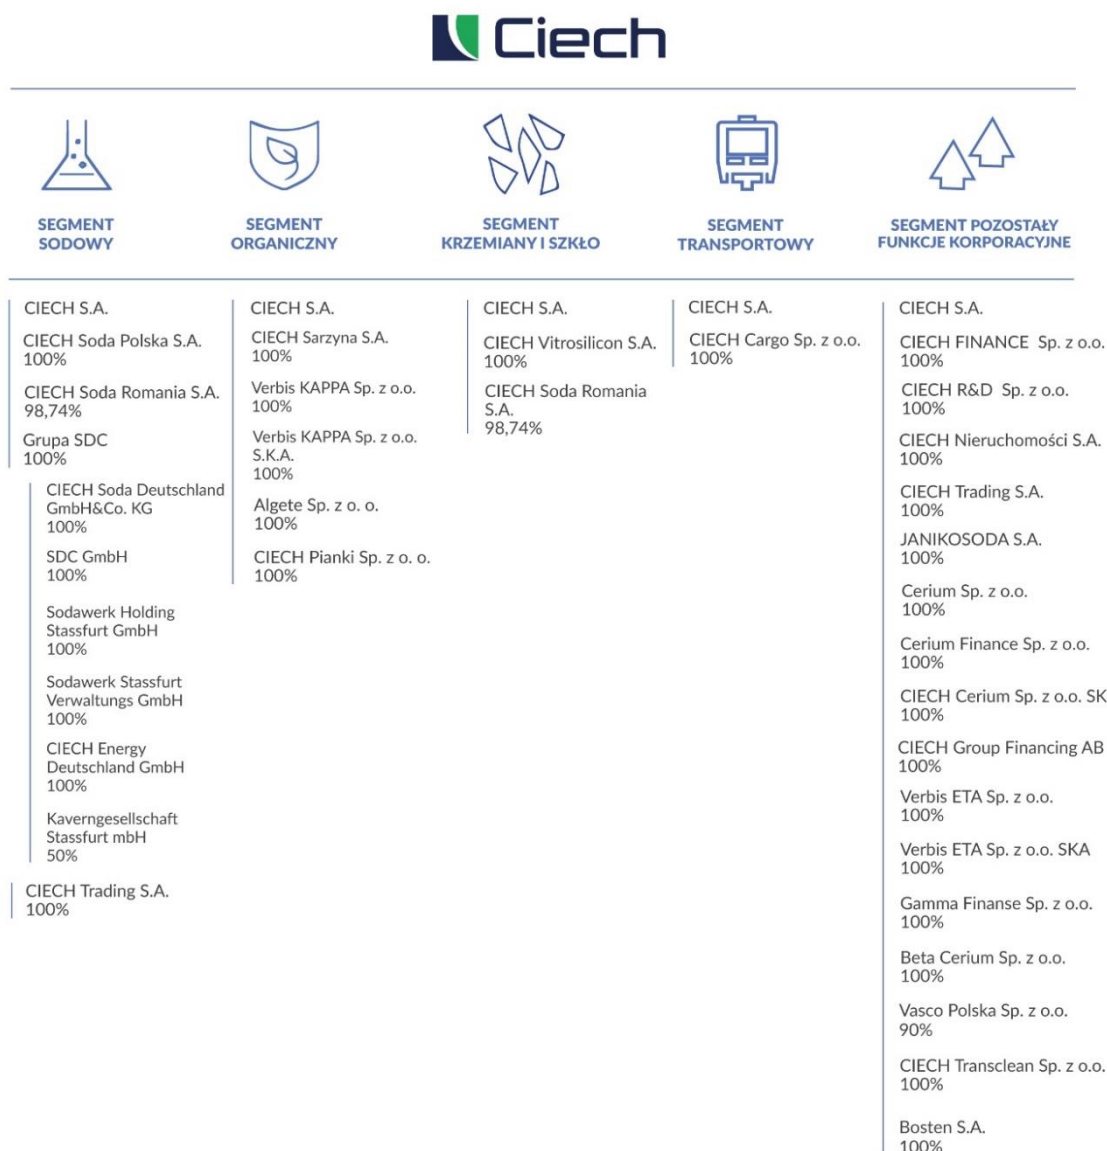 Ciech
SEGMENT
SODOWY
SEGMENT
ORGANICZNY
SEGMENT
KRZEMIANY I SZKŁO
SEGMENT
TRANSPORTOWY
SEGMENT POZOSTAŁY
FUNKCJE KORPORACYJNE
CIECH S.A.
CIECH Soda Polska S.A.
100%
CIECH Soda Romania S.A.
98,74%
Grupa SDC
100%
CIECH Soda Deutschland
GmbH&Co. KG
100%
SDC GmbH
100%
Sodawerk Holding
Stassfurt GmbH
100%
Sodawerk Stassfurt
Verwaltungs GmbH
100%
CIECH Energy
Deutschland GmbH
100%
Kaverngesellschaft
Stassfurt mbH
50%
CIECH Trading S.A.
100%
CIECH S.A.
CIECH Sarzyna S.A.
100%
Verbis KAPPA Sp. z o.o.
100%
Verbis KAPPA Sp. z o.o.
S.K.A.
100%
Algete Sp. z o. o.
100%
CIECH Pianki Sp. z o. o.
100%
CIECH S.A.
CIECH Vitrosilicon S.A.
100%
CIECH Soda Romania
S.A.
98,74%
CIECH S.A.
CIECH Cargo Sp. z o.o.
100%
CIECH S.A.
CIECH FINANCE Sp. z o.o.
100%
CIECH R&D Sp. z o.o.
100%
CIECH Nieruchomości S.A.
100%
CIECH Trading S.A.
100%
JANIKOSODA S.A.
100%
Cerium Sp. z o.o.
100%
Cerium Finance Sp. z o.o.
100%
CIECH Cerium Sp. z o.o. SK
100%
CIECH Group Financing AB
100%
Verbis ETA Sp. z o.o.
100%
Verbis ETA Sp. z o.o. SKA
100%
Gamma Finanse Sp. z o.o.
100%
Beta Cerium Sp. z o.o.
100%
Vasco Polska Sp. z o.o.
90%
CIECH Transclean Sp. z o.o.
100%
Bosten S.A.
100%